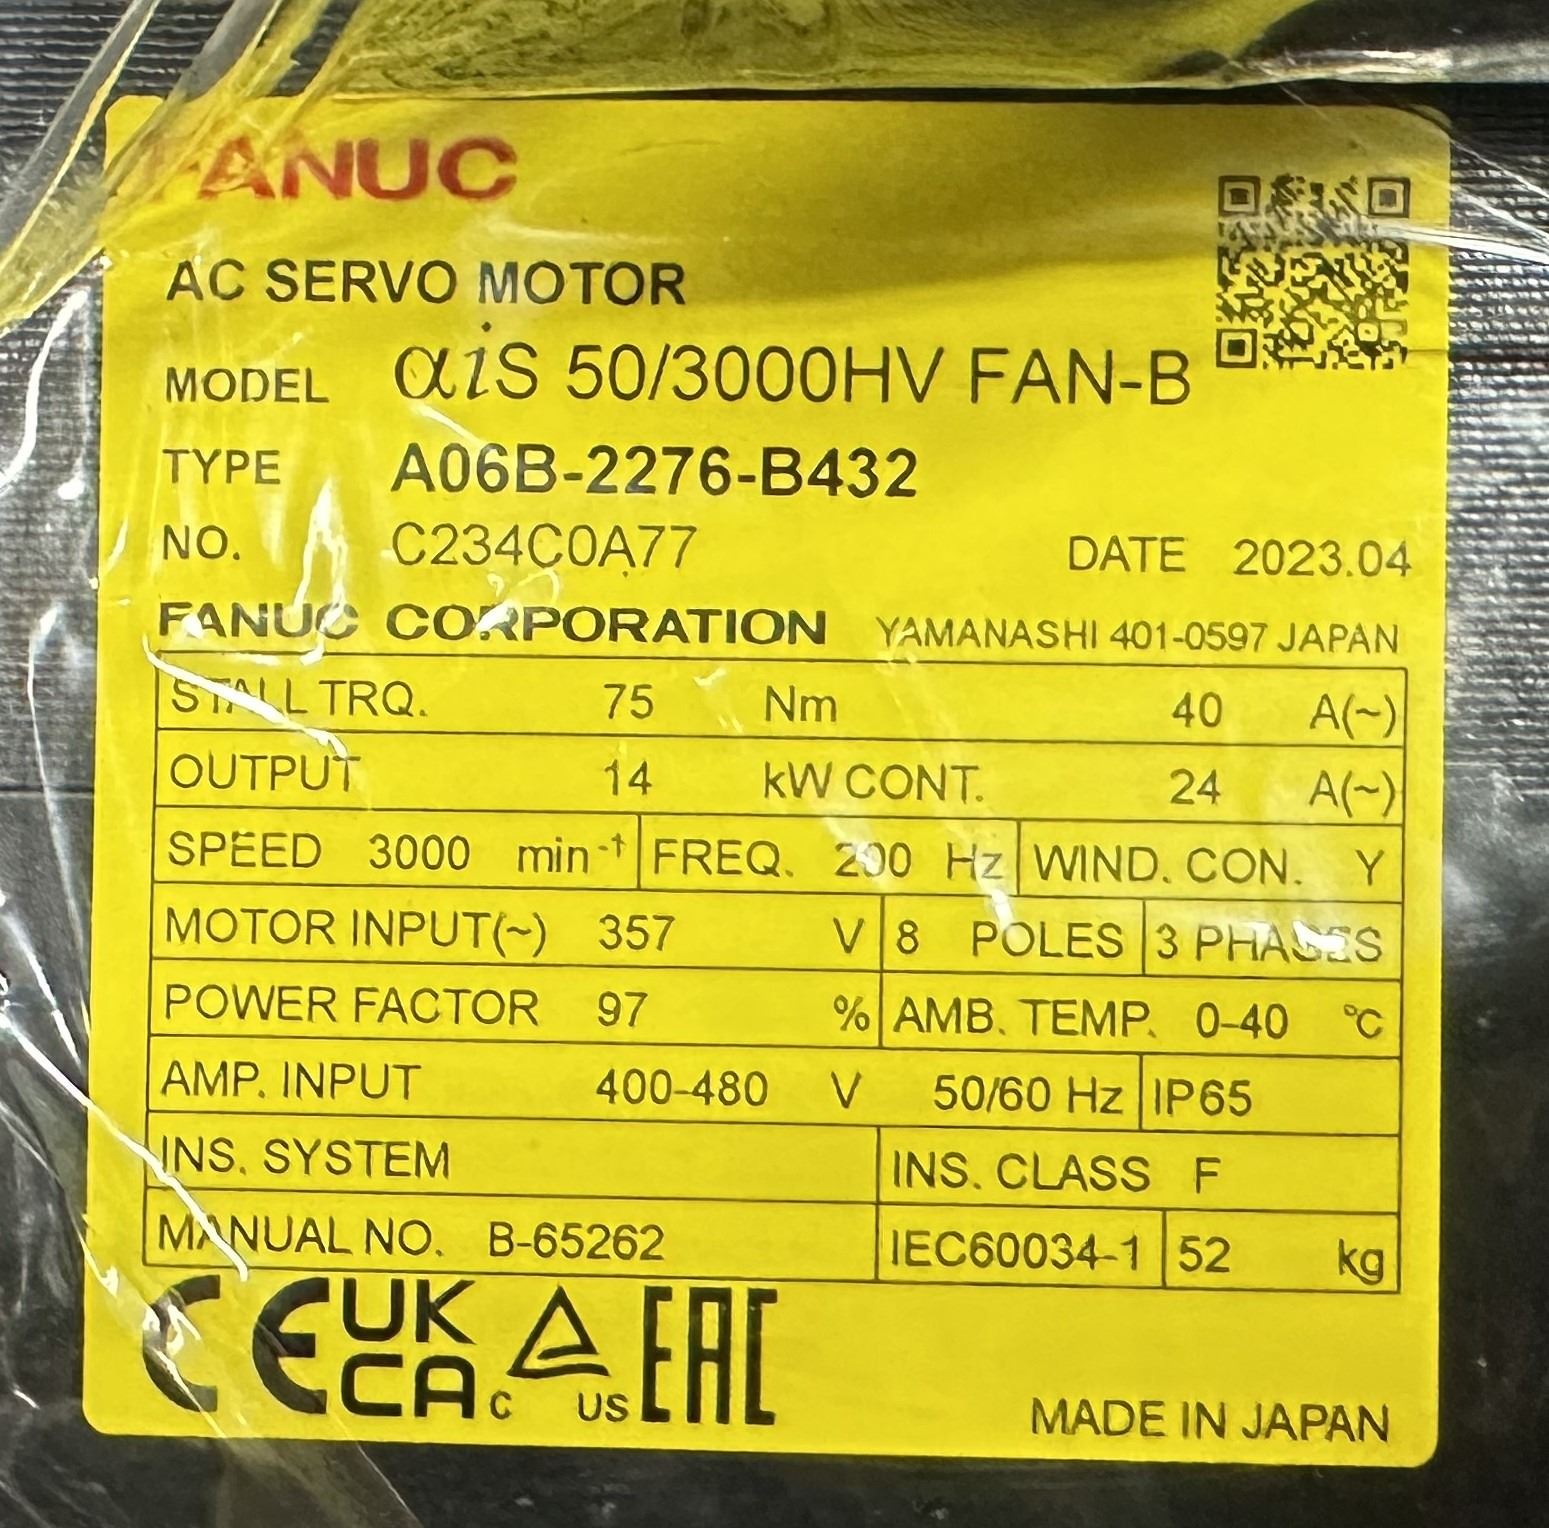 FANUC
AC SERVO MOTOR
MODEL αiS 50/3000HV FAN-B
TYPE A06B-2276-B432
NO. C234C0A77 DATE 2023.04
FANUC CORPORATION YAMANASHI 401-0597 JAPAN
STALL TRQ. 75 Nm 40 A(~)
OUTPUT 14 kW CONT. 24 A(~)
SPEED 3000 min⁻¹ FREQ. 200 Hz WIND. CON. Y
MOTOR INPUT(~) 357 V 8 POLES 3 PHASES
POWER FACTOR 97 % AMB. TEMP. 0-40 °C
AMP. INPUT 400-480 V 50/60 Hz IP65
INS. SYSTEM INS. CLASS F
MANUAL NO. B-65262 IEC60034-1 52 kg
CE UK CA C US EAC
MADE IN JAPAN